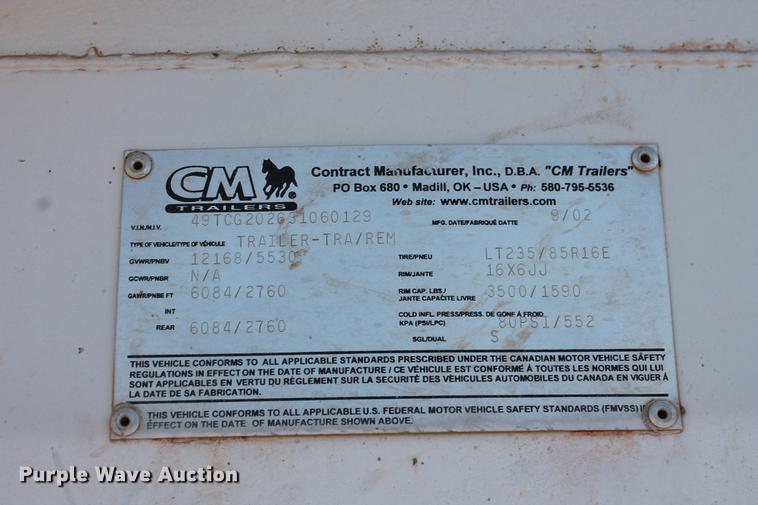 CM
TRAILERS
®
Contract Manufacturer, Inc., D.B.A. "CM Trailers"
PO Box 680 • Madill, OK – USA • Ph: 580-795-5536
Web site: www.cmtrailers.com
V.I.N./N.I.V. 49TCG202631060129 MFG. DATE/FABRIQUÉ DATTE 9/02
TYPE OF VEHICLE/TYPE OF VÉHICULE TRAILER-TRA/REM
GVWR/PNBV 12168/5530 TIRE/PNEU LT235/85R16E
GCWR/PNBR N/A RIM/JANTE 16X6JJ
GAWR/PNBE FT 6084/2760 RIM CAP. LBS./ JANTE CAPACITE LIVRE 3500/1590
INT COLD INFL. PRESS/PRESS. DE GONF À FROID
REAR 6084/2760 KPA (PSI/LPC) 80PSI/552
SGL/DUAL S
THIS VEHICLE CONFORMS TO ALL APPLICABLE STANDARDS PRESCRIBED UNDER THE CANADIAN MOTOR VEHICLE SAFETY
REGULATIONS IN EFFECT ON THE DATE OF MANUFACTURE / CE VÉHICULE EST CONFORME À TOUTES LES NORMES QUI LUI
SONT APPLICABLES EN VERTU DU RÉGLEMENT SUR LA SECURITÉ DES VÉHICULES AUTOMOBILES DU CANADA EN VIGUER À
LA DATE DE SA FABRICATION.
THIS VEHICLE CONFORMS TO ALL APPLICABLE U.S. FEDERAL MOTOR VEHICLE SAFETY STANDARDS (FMVSS)
EFFECT ON THE DATE OF MANUFACTURE SHOWN ABOVE.
Purple Wave Auction